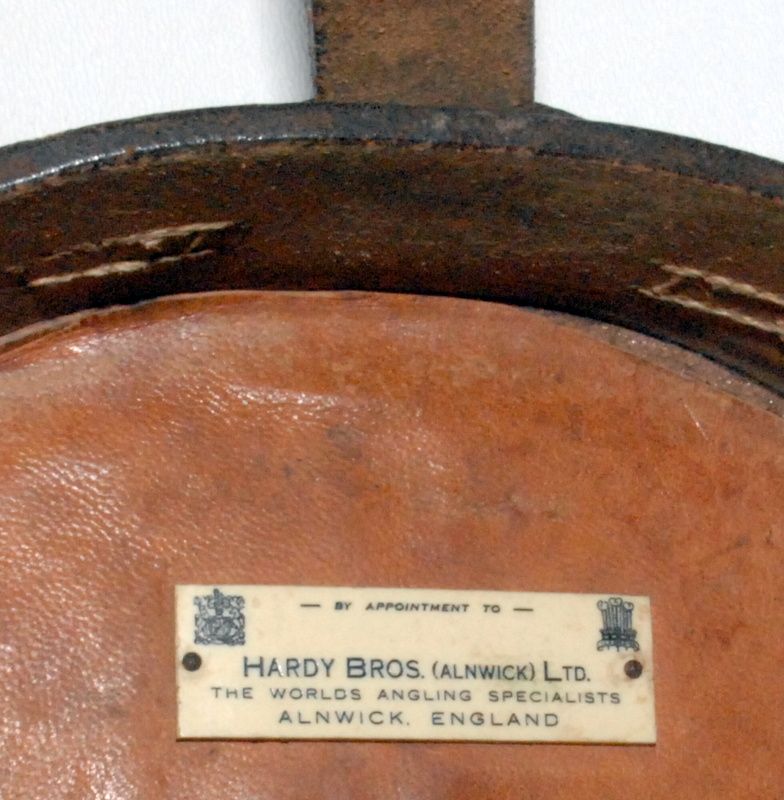 — BY APPOINTMENT TO —
HARDY BROS. (ALNWICK) LTD.
THE WORLDS ANGLING SPECIALISTS
ALNWICK, ENGLAND